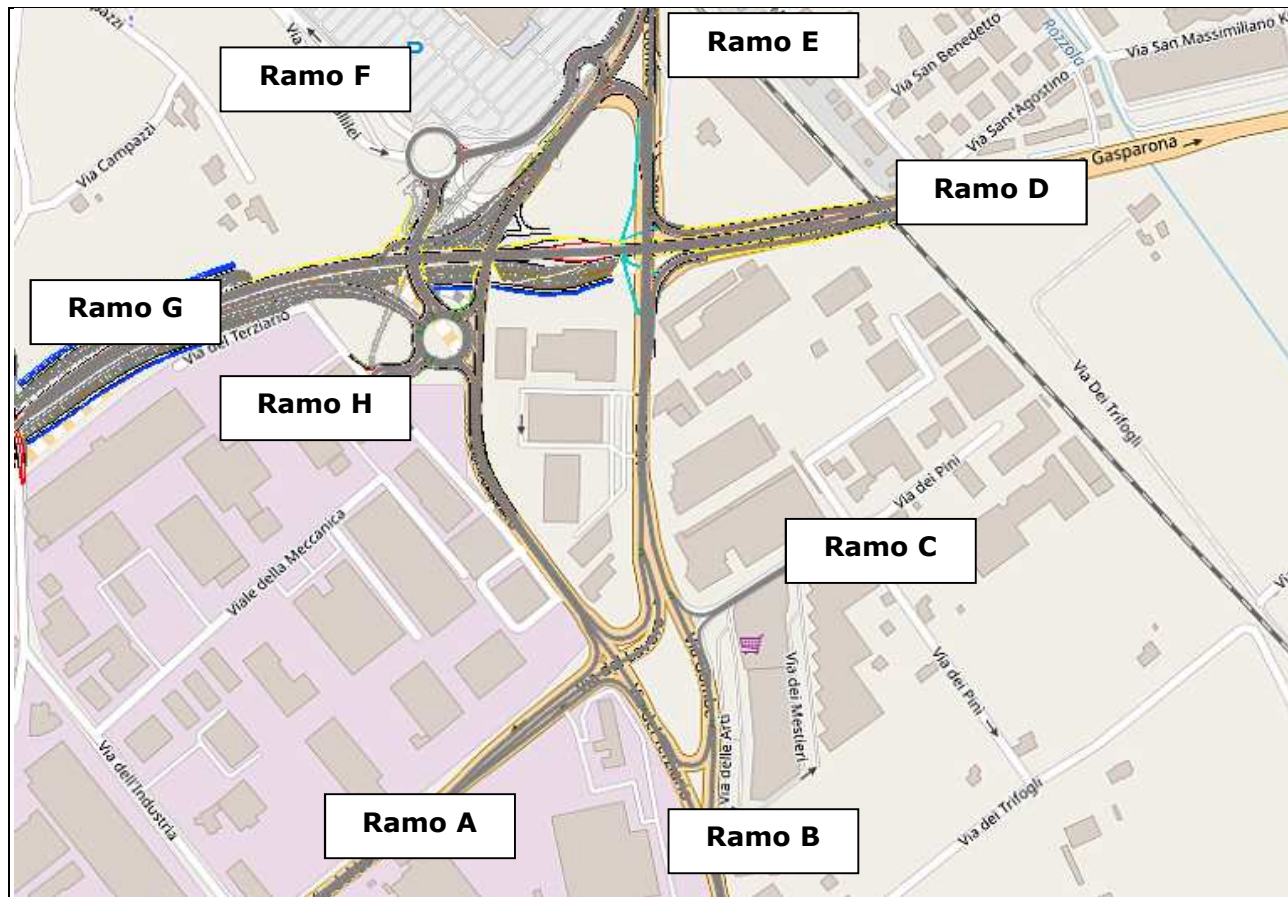 Ramo E
Ramo F
P
Via San Benedetto
Via Sant'Agostino
Rozzola
Via San Massimiliano K
Via Campazzi
Gasparona
Ramo D
Ramo G
Via del Terziario
Ramo H
Via Dei Trifogli
Via dei Pini
Viale della Meccanica
Ramo C
Via dell'Industria
Via delle Arti
Via dei Mestieri
Via dei Pini
Via dei Trifogli
Ramo A
Ramo B